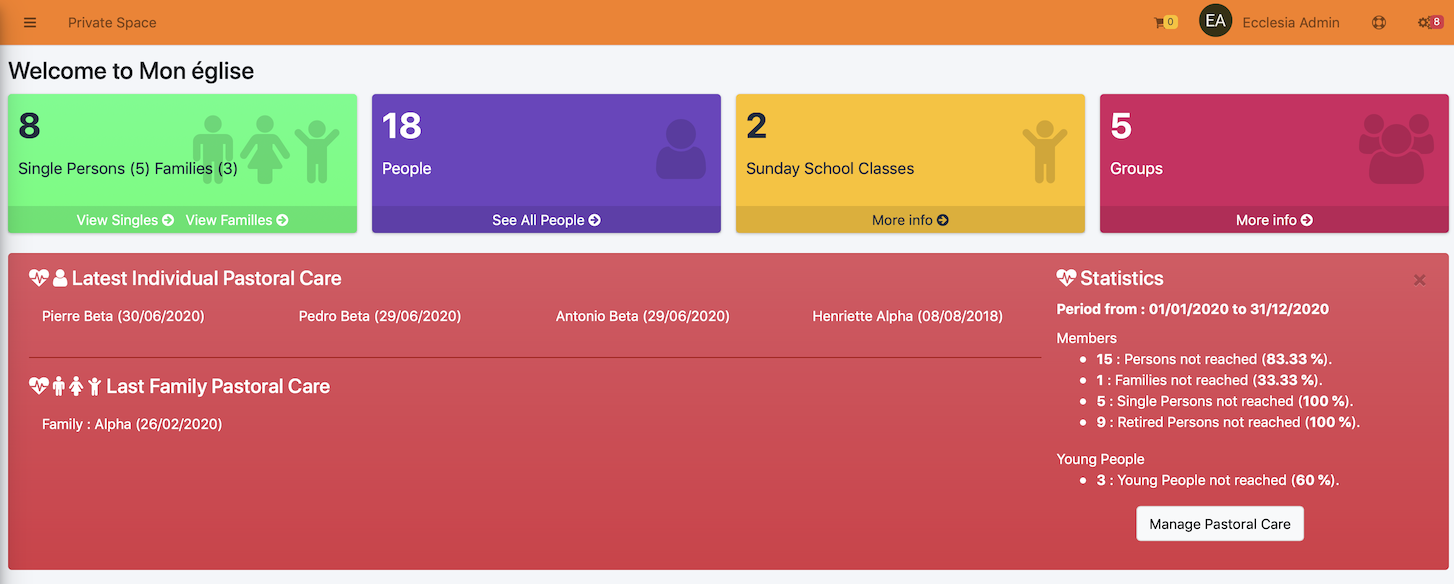 Private Space
0
EA
Ecclesia Admin
8
Welcome to Mon église
8
Single Persons (5) Families (3)
View Singles
View Familles
18
People
See All People
2
Sunday School Classes
More info
5
Groups
More info
Latest Individual Pastoral Care
Pierre Beta (30/06/2020)
Pedro Beta (29/06/2020)
Antonio Beta (29/06/2020)
Henriette Alpha (08/08/2018)
Last Family Pastoral Care
Family : Alpha (26/02/2020)
Statistics
×
Period from : 01/01/2020 to 31/12/2020
Members
15 : Persons not reached (83.33 %).
1 : Families not reached (33.33 %).
5 : Single Persons not reached (100 %).
9 : Retired Persons not reached (100 %).
Young People
3 : Young People not reached (60 %).
Manage Pastoral Care